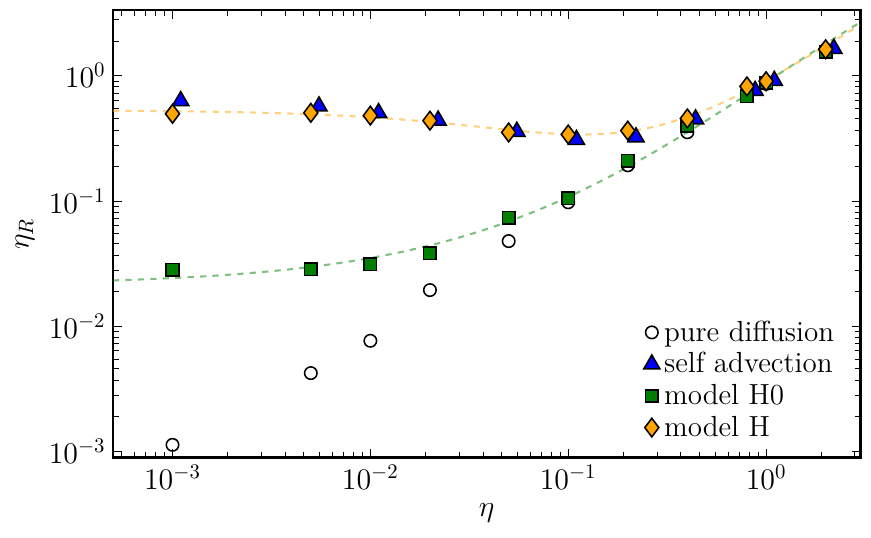 10^0
10^{-1}
10^{-2}
10^{-3}
η_R
pure diffusion
self advection
model H0
model H
10^{-3} 10^{-2} 10^{-1} 10^0
η